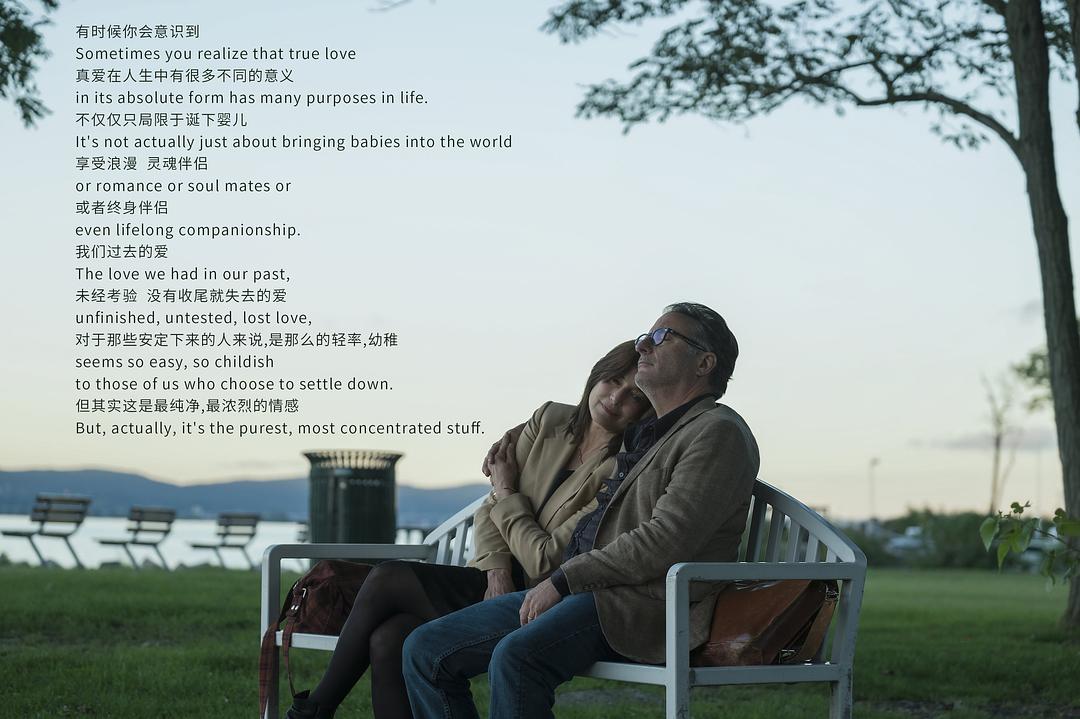 有时候你会意识到
Sometimes you realize that true love
真爱在人生中有很多不同的意义
in its absolute form has many purposes in life.
不仅仅只局限于诞下婴儿
It's not actually just about bringing babies into the world
享受浪漫 灵魂伴侣
or romance or soul mates or
或者终身伴侣
even lifelong companionship.
我们过去的爱
The love we had in our past,
未经考验 没有收尾就失去的爱
unfinished, untested, lost love,
对于那些安定下来的人来说,是那么的轻率,幼稚
seems so easy, so childish
to those of us who choose to settle down.
但其实这是最纯净,最浓烈的情感
But, actually, it's the purest, most concentrated stuff.